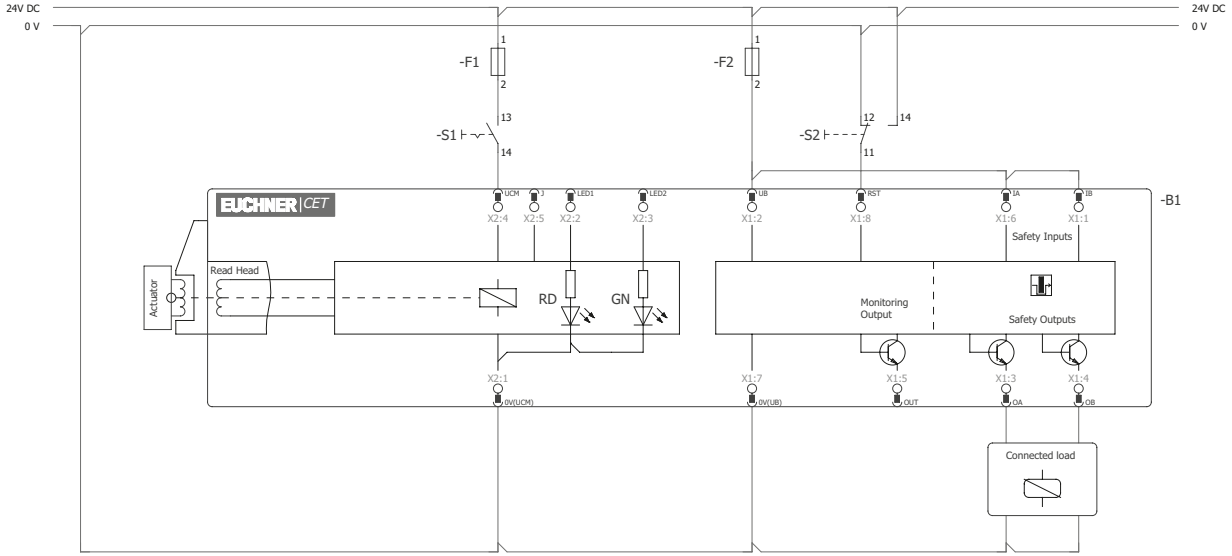 24V DC 24V DC
0 V 0 V
1 1
-F1 -F2
2 2
13 12 14
-S1 -S2
14 11
UCM J LED1 LED2 UB RST IA IB
EUCHNER CET -B1
X2:4 X2:5 X2:2 X2:3 X1:2 X1:8 X1:6 X1:1
Safety Inputs
Read Head
Actuator
RD GN
Monitoring
Output
Safety Outputs
X2:1 X1:7 X1:5 X1:3 X1:4
0V(UCM) 0V(UB) OUT OA OB
Connected load